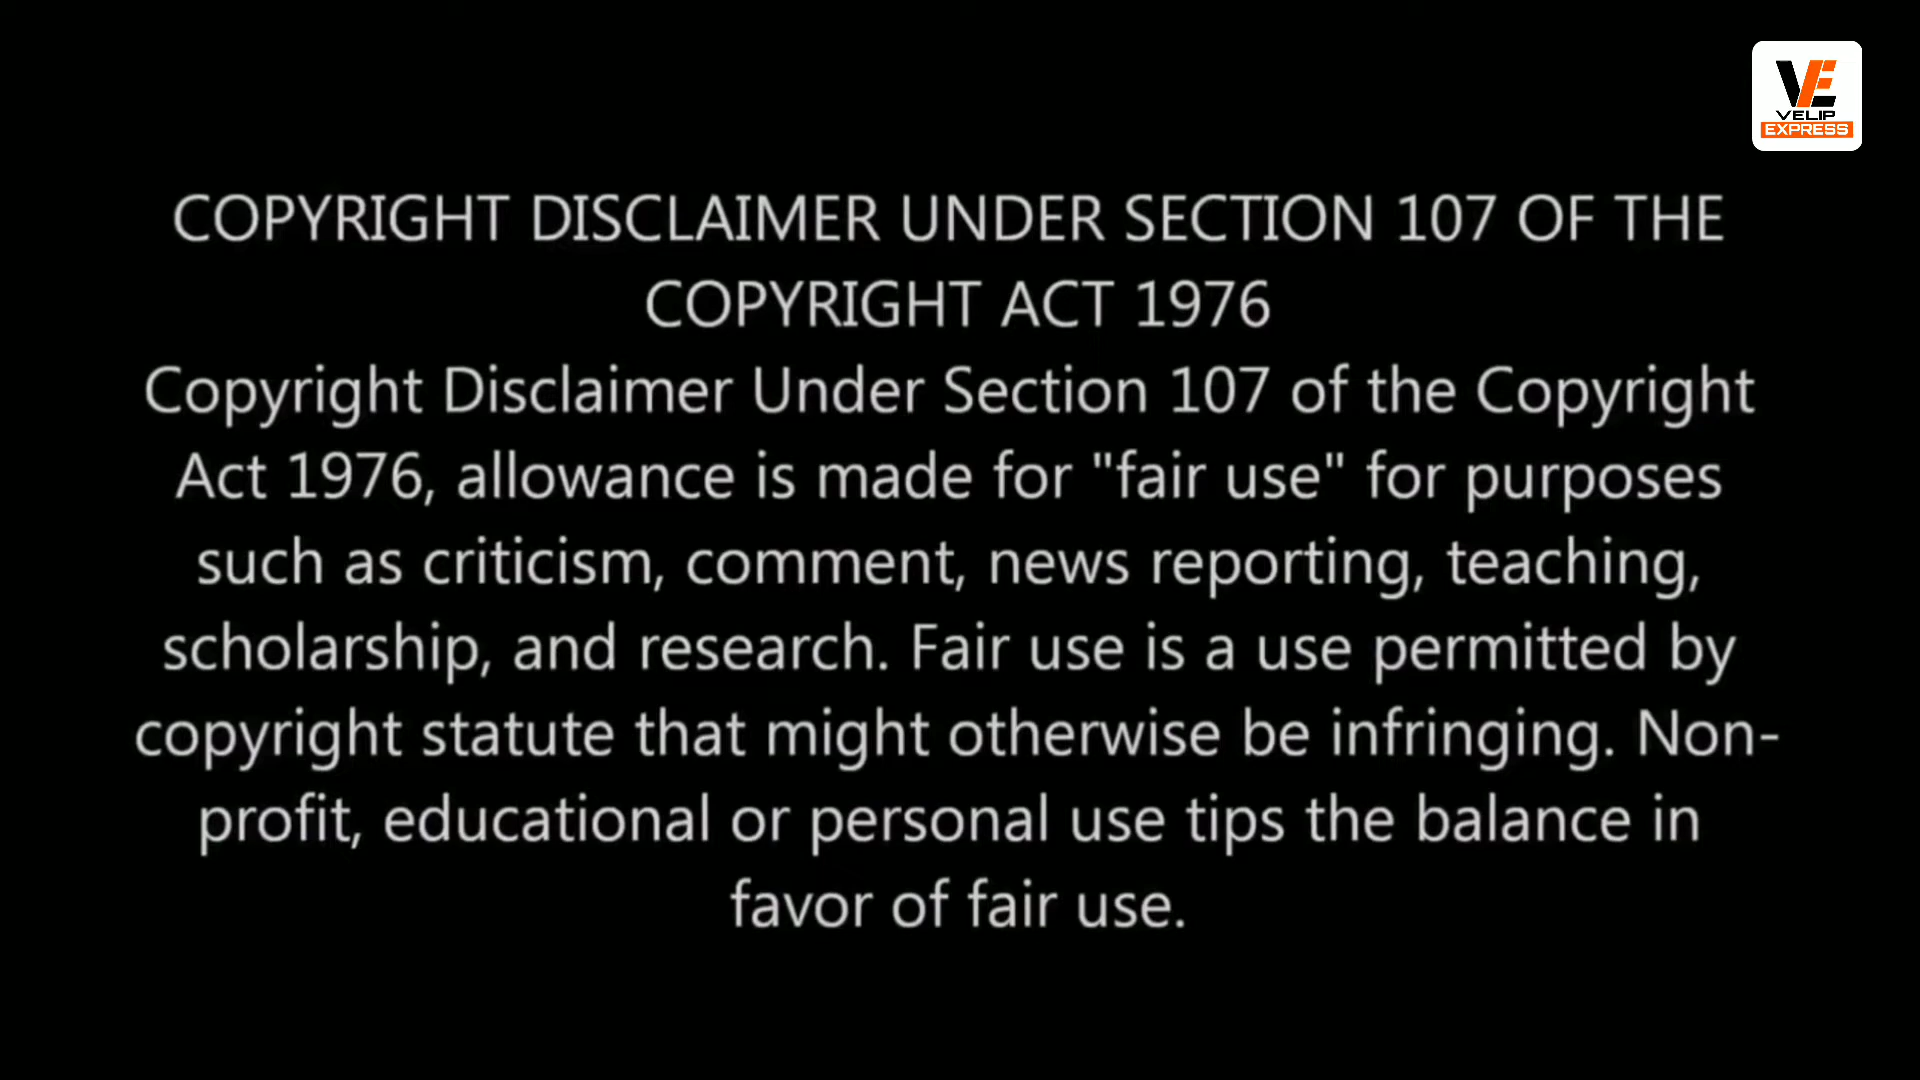 VE
VELIP
EXPRESS
COPYRIGHT DISCLAIMER UNDER SECTION 107 OF THE
COPYRIGHT ACT 1976
Copyright Disclaimer Under Section 107 of the Copyright
Act 1976, allowance is made for "fair use" for purposes
such as criticism, comment, news reporting, teaching,
scholarship, and research. Fair use is a use permitted by
copyright statute that might otherwise be infringing. Non-
profit, educational or personal use tips the balance in
favor of fair use.